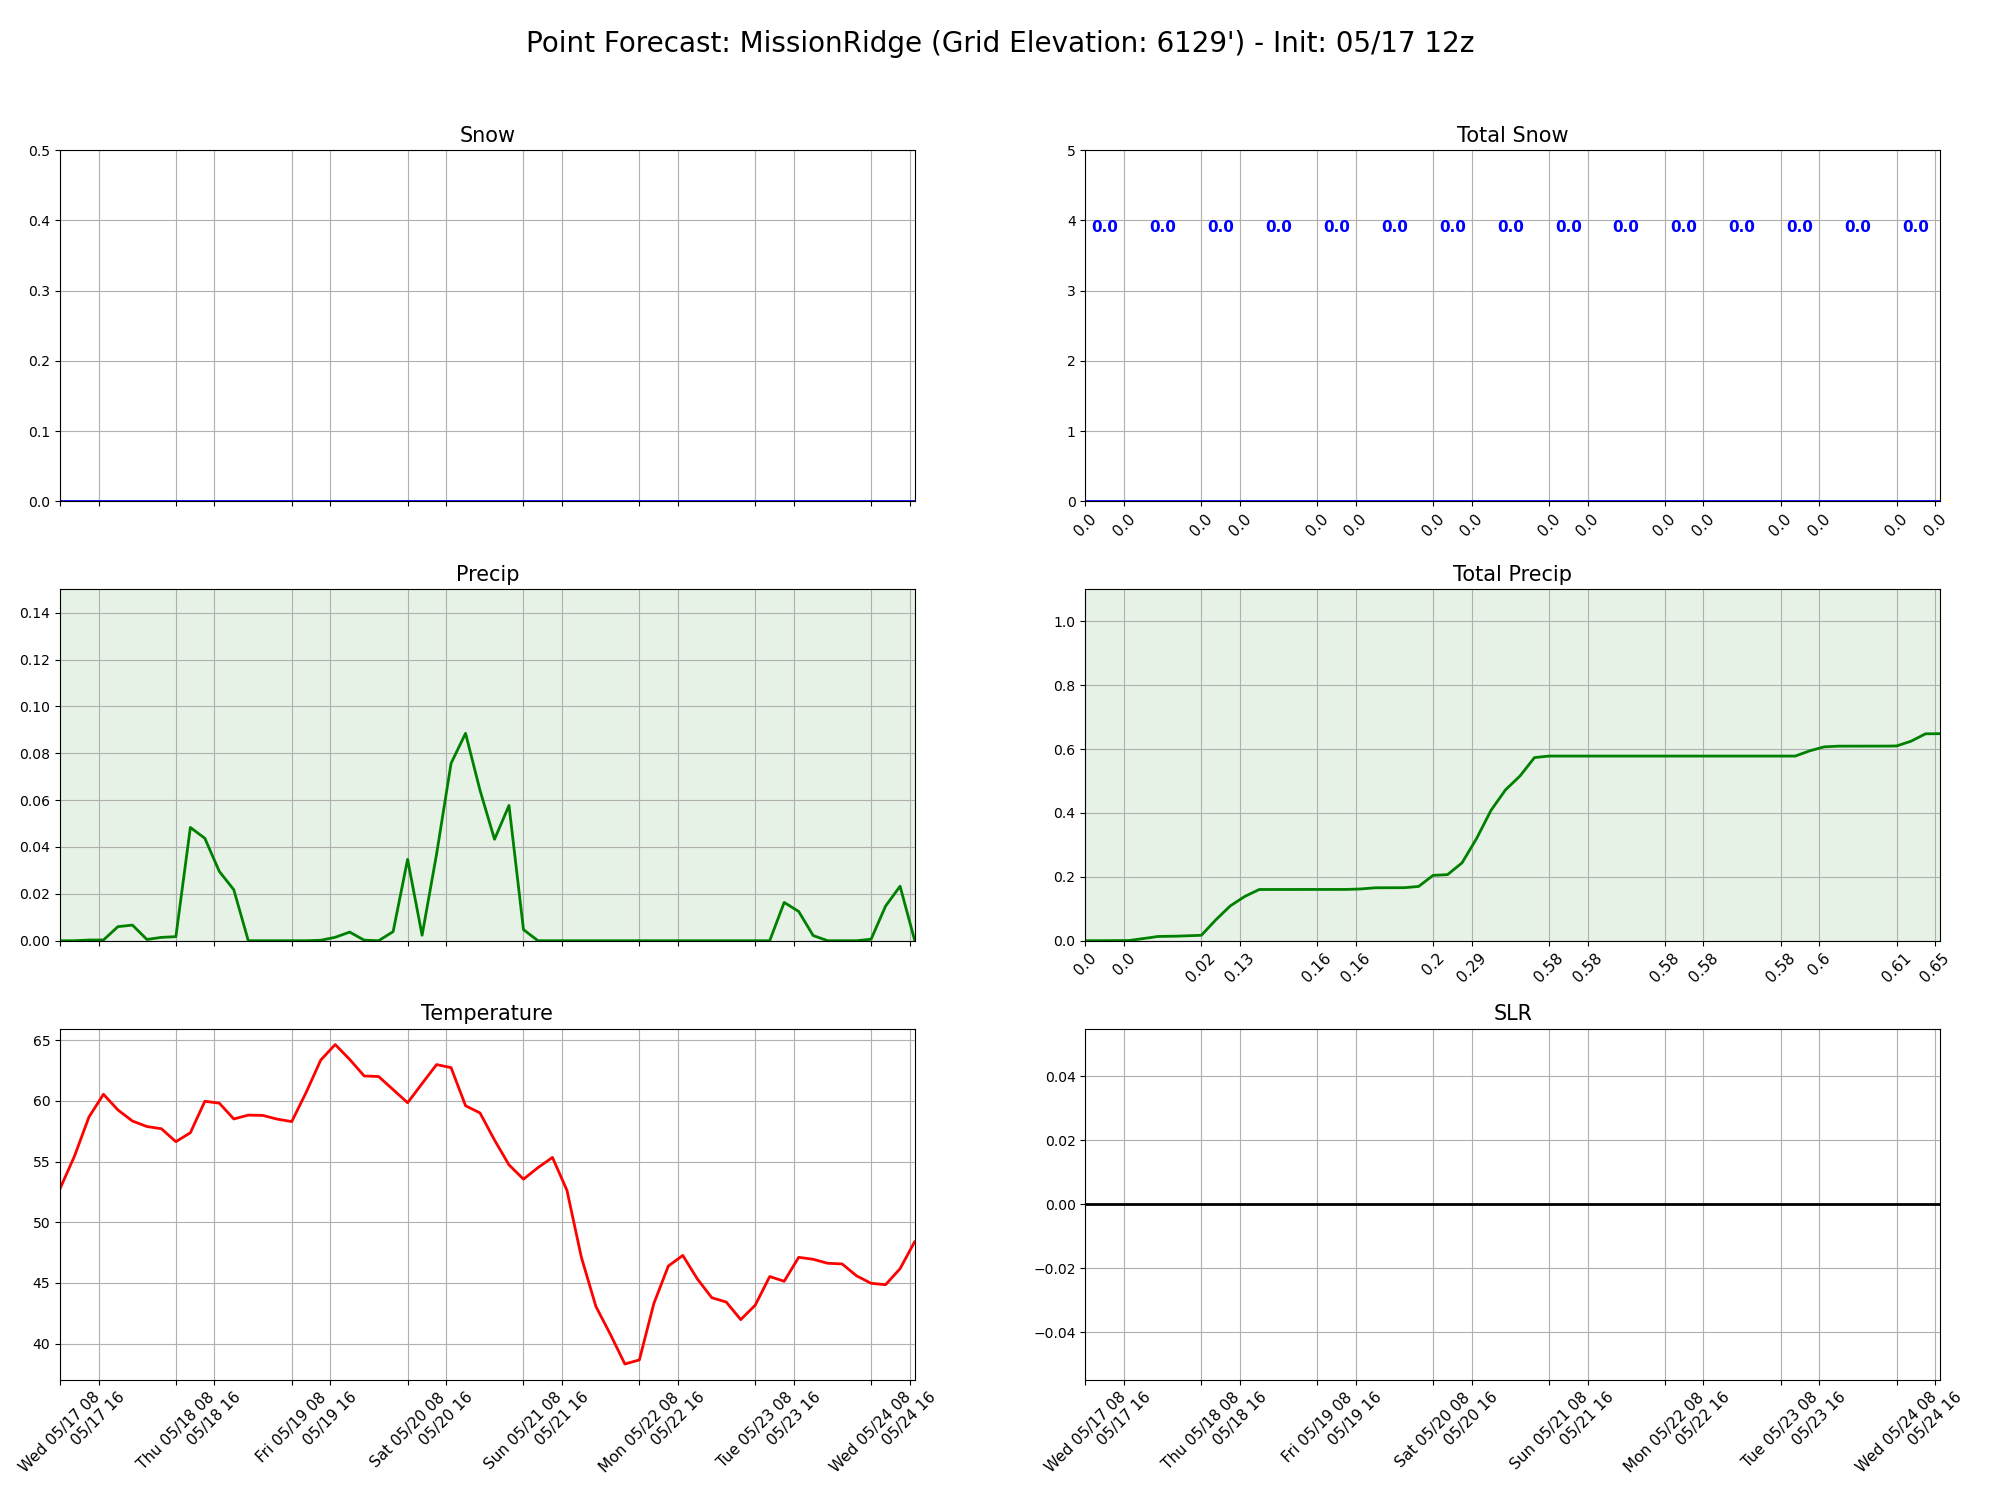 Point Forecast: MissionRidge (Grid Elevation: 6129') - Init: 05/17 12z
Snow
0.5
0.4
0.3
0.2
0.1
0.0
Total Snow
5
4
3
2
1
0
0.0 0.0 0.0 0.0 0.0 0.0 0.0 0.0 0.0 0.0 0.0 0.0 0.0 0.0 0.0
0.0 0.0 0.0 0.0 0.0 0.0 0.0 0.0 0.0 0.0 0.0 0.0 0.0 0.0 0.0 0.0
Precip
0.14
0.12
0.10
0.08
0.06
0.04
0.02
0.00
Total Precip
1.0
0.8
0.6
0.4
0.2
0.0
0.0 0.0 0.02 0.13 0.16 0.16 0.2 0.29 0.58 0.58 0.58 0.58 0.58 0.6 0.61 0.65
Temperature
65
60
55
50
45
40
Wed 05/17 08
05/17 16
Thu 05/18 08
05/18 16
Fri 05/19 08
05/19 16
Sat 05/20 08
05/20 16
Sun 05/21 08
05/21 16
Mon 05/22 08
05/22 16
Tue 05/23 08
05/23 16
Wed 05/24 08
05/24 16
SLR
0.04
0.02
0.00
−0.02
−0.04
Wed 05/17 08
05/17 16
Thu 05/18 08
05/18 16
Fri 05/19 08
05/19 16
Sat 05/20 08
05/20 16
Sun 05/21 08
05/21 16
Mon 05/22 08
05/22 16
Tue 05/23 08
05/23 16
Wed 05/24 08
05/24 16